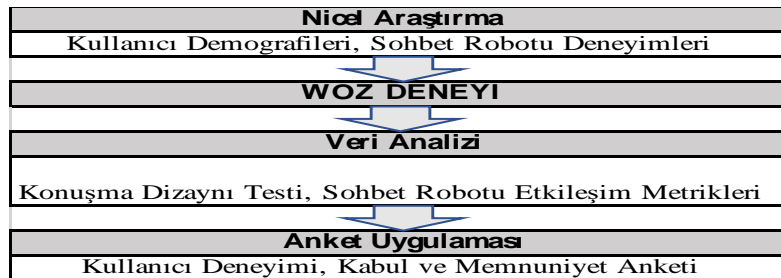 Nicel Araştırma
Kullanıcı Demografileri, Sohbet Robotu Deneyimleri
WOZ DENEYI
Veri Analizi
Konuşma Dizaynı Testi, Sohbet Robotu Etkileşim Metrikleri
Anket Uygulaması
Kullanıcı Deneyimi, Kabul ve Memnuniyet Anketi